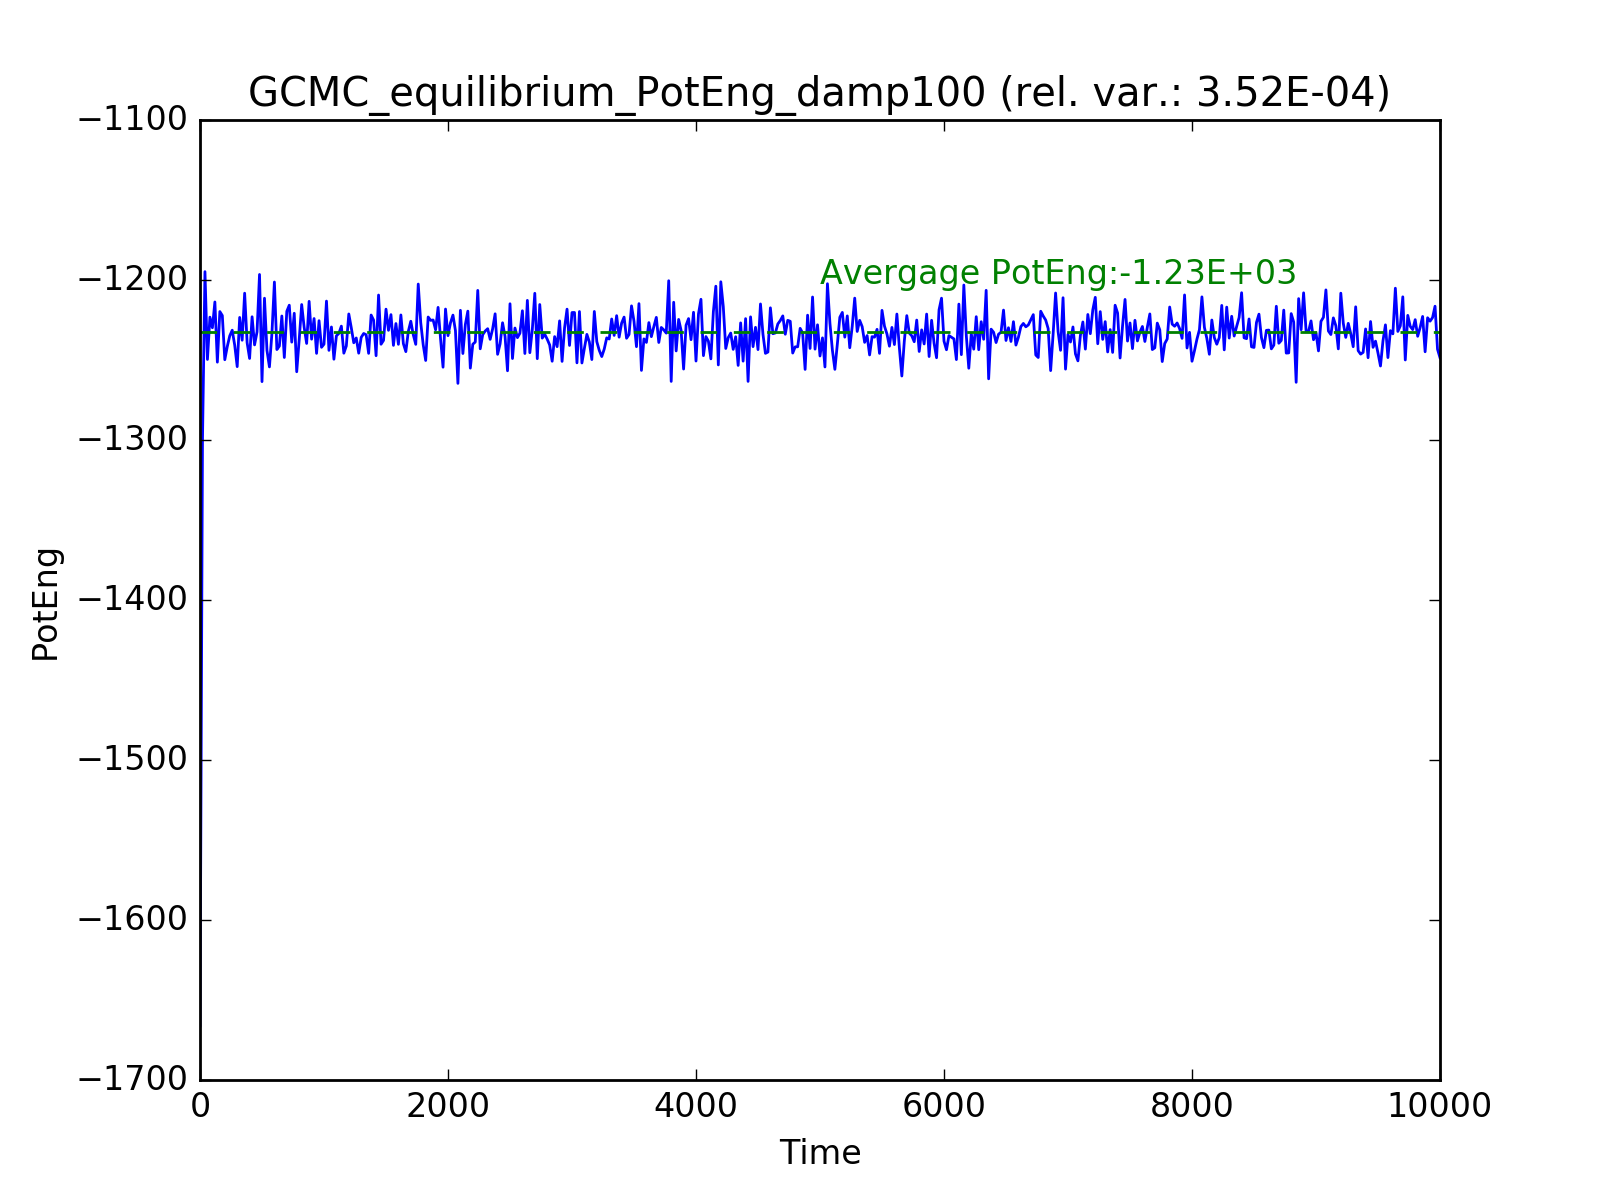 GCMC_equilibrium_PotEng_damp100 (rel. var.: 3.52E-04)
−1100
−1200
Avergage PotEng:-1.23E+03
−1300
−1400
PotEng
−1500
−1600
−1700
0 2000 4000 6000 8000 10000
Time